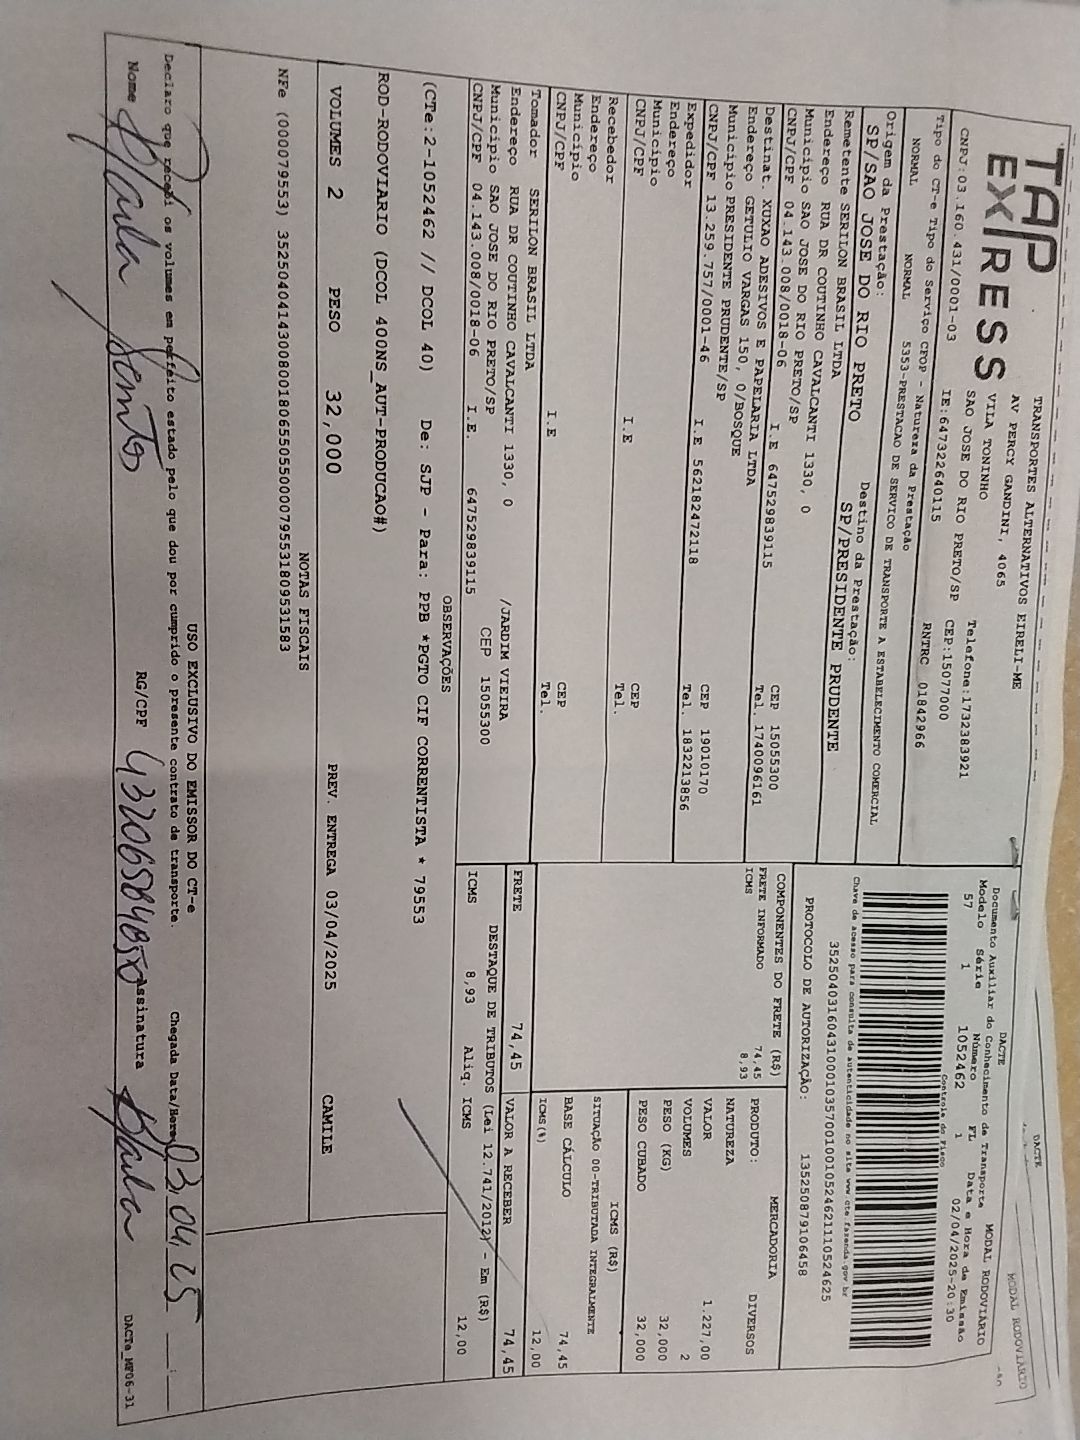 TAP EXPRESS
TRANSPORTES ALTERNATIVOS EIRELI-ME
AV PERCY GANDINI, 4065
VILA TONINHO
SAO JOSE DO RIO PRETO/SP
Telefone:1732383921
CNPJ:03.160.431/0001-03
IE:647322640115
CEP:15077000
RNTRC 01842966
Tipo do CT-e Tipo do Serviço CFOP - Natureza da Prestação
NORMAL NORMAL 5353-PRESTACAO DE SERVICO DE TRANSPORTE A ESTABELECIMENTO COMERCIAL
Origem da Prestação: Destino da Prestação:
SP/SAO JOSE DO RIO PRETO SP/PRESIDENTE PRUDENTE
Remetente SERILON BRASIL LTDA
Endereço RUA DR COUTINHO CAVALCANTI 1330, 0
Município SAO JOSE DO RIO PRETO/SP CEP 15055300
CNPJ/CPF 04.143.008/0018-06 I.E 647529839115 Tel. 1740096161
Destinat. XUXAO ADESIVOS E PAPELARIA LTDA
Endereço GETULIO VARGAS 150, 0/BOSQUE
Município PRESIDENTE PRUDENTE/SP CEP 19010170
CNPJ/CPF 13.259.757/0001-46 I.E 562182472118 Tel. 1832213856
Expedidor
Endereço
Município CEP
CNPJ/CPF I.E Tel.
Recebedor
Endereço
Município CEP
CNPJ/CPF I.E Tel.
Tomador SERILON BRASIL LTDA
Endereço RUA DR COUTINHO CAVALCANTI 1330, 0 /JARDIM VIEIRA
Município SAO JOSE DO RIO PRETO/SP CEP 15055300
CNPJ/CPF 04.143.008/0018-06 I.E. 647529839115
DACTE
MODAL RODOVIÁRIO
DACTE
Documento Auxiliar do Conhecimento de Transporte MODAL RODOVIÁRIO
Modelo Série Número FL Data e Hora de Emissão
57 1 1052462 1 02/04/2025-20:30
Controle do Fisco
Chave de acesso para consulta de autenticidade no site www.cte.fazenda.gov.br
35250403160431000103570010010524621110524625
PROTOCOLO DE AUTORIZAÇÃO: 135250879106458
COMPONENTES DO FRETE (R$)
FRETE INFORMADO 74,45
ICMS 8,93
MERCADORIA
PRODUTO: DIVERSOS
NATUREZA
VALOR 1.227,00
VOLUMES 2
PESO (KG) 32,000
PESO CUBADO 32,000
ICMS (R$)
SITUAÇÃO 00-TRIBUTADA INTEGRALMENTE
BASE CÁLCULO 74,45
ICMS(%) 12,00
FRETE 74,45 VALOR A RECEBER 74,45
DESTAQUE DE TRIBUTOS (Lei 12.741/2012) - Em (R$)
ICMS 8,93 Aliq. ICMS 12,00
OBSERVAÇÕES
(CTe:2-1052462 // DCOL 40) De: SJP - Para: PPB *PGTO CIF CORRENTISTA * 79553
ROD-RODOVIARIO (DCOL 400NS_AUT-PRODUCAO#)
VOLUMES 2 PESO 32,000 PREV. ENTREGA 03/04/2025 CAMILE
NOTAS FISCAIS
NFe (000079553) 35250404143008001806550550000795531809531583
USO EXCLUSIVO DO EMISSOR DO CT-e
Declaro que recebi os volumes em perfeito estado pelo que dou por cumprido o presente contrato de transporte. Chegada Data/Hora 03,04,25 :
Nome Paula RG/CPF 43206584850 Assinatura Paula
DACTe_MF06-31